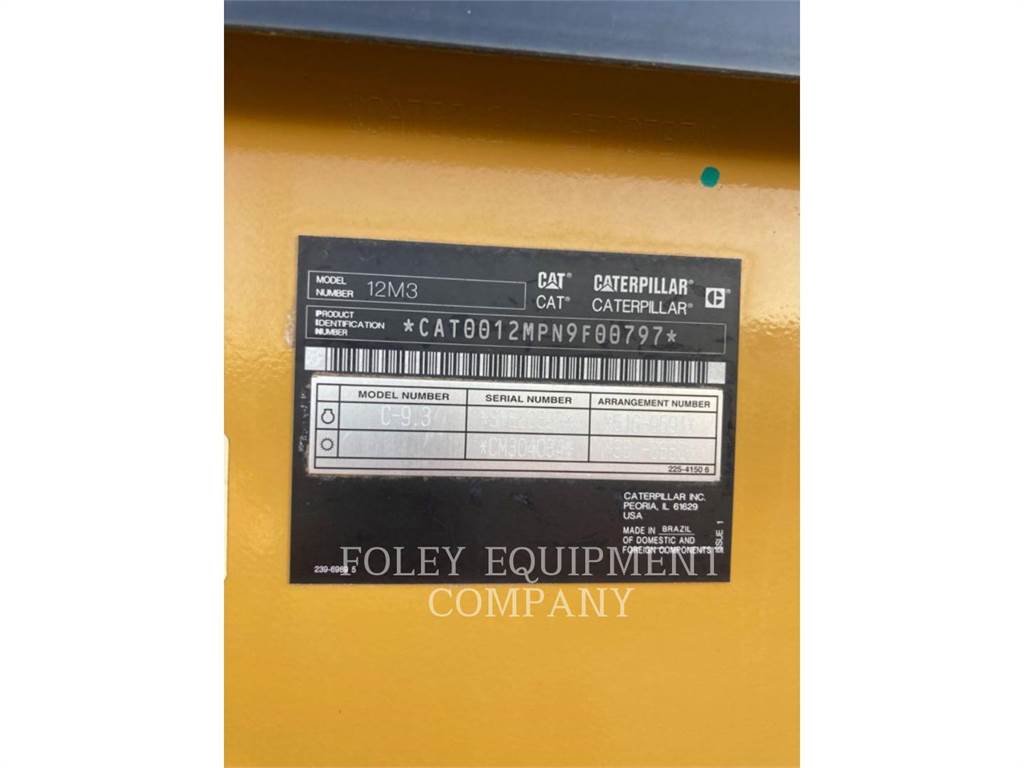 MODEL NUMBER 12M3
CAT® CATERPILLAR®
CAT® CATERPILLAR®
PRODUCT IDENTIFICATION NUMBER *CAT0012MPN9F00797*
MODEL NUMBER SERIAL NUMBER ARRANGEMENT NUMBER
C-9.3
225-4150 6
CATERPILLAR INC.
PEORIA, IL 61629
USA
MADE IN BRAZIL
OF DOMESTIC AND
FOREIGN COMPONENTS
ISSUE 1
239-6969 5
FOLEY EQUIPMENT
COMPANY